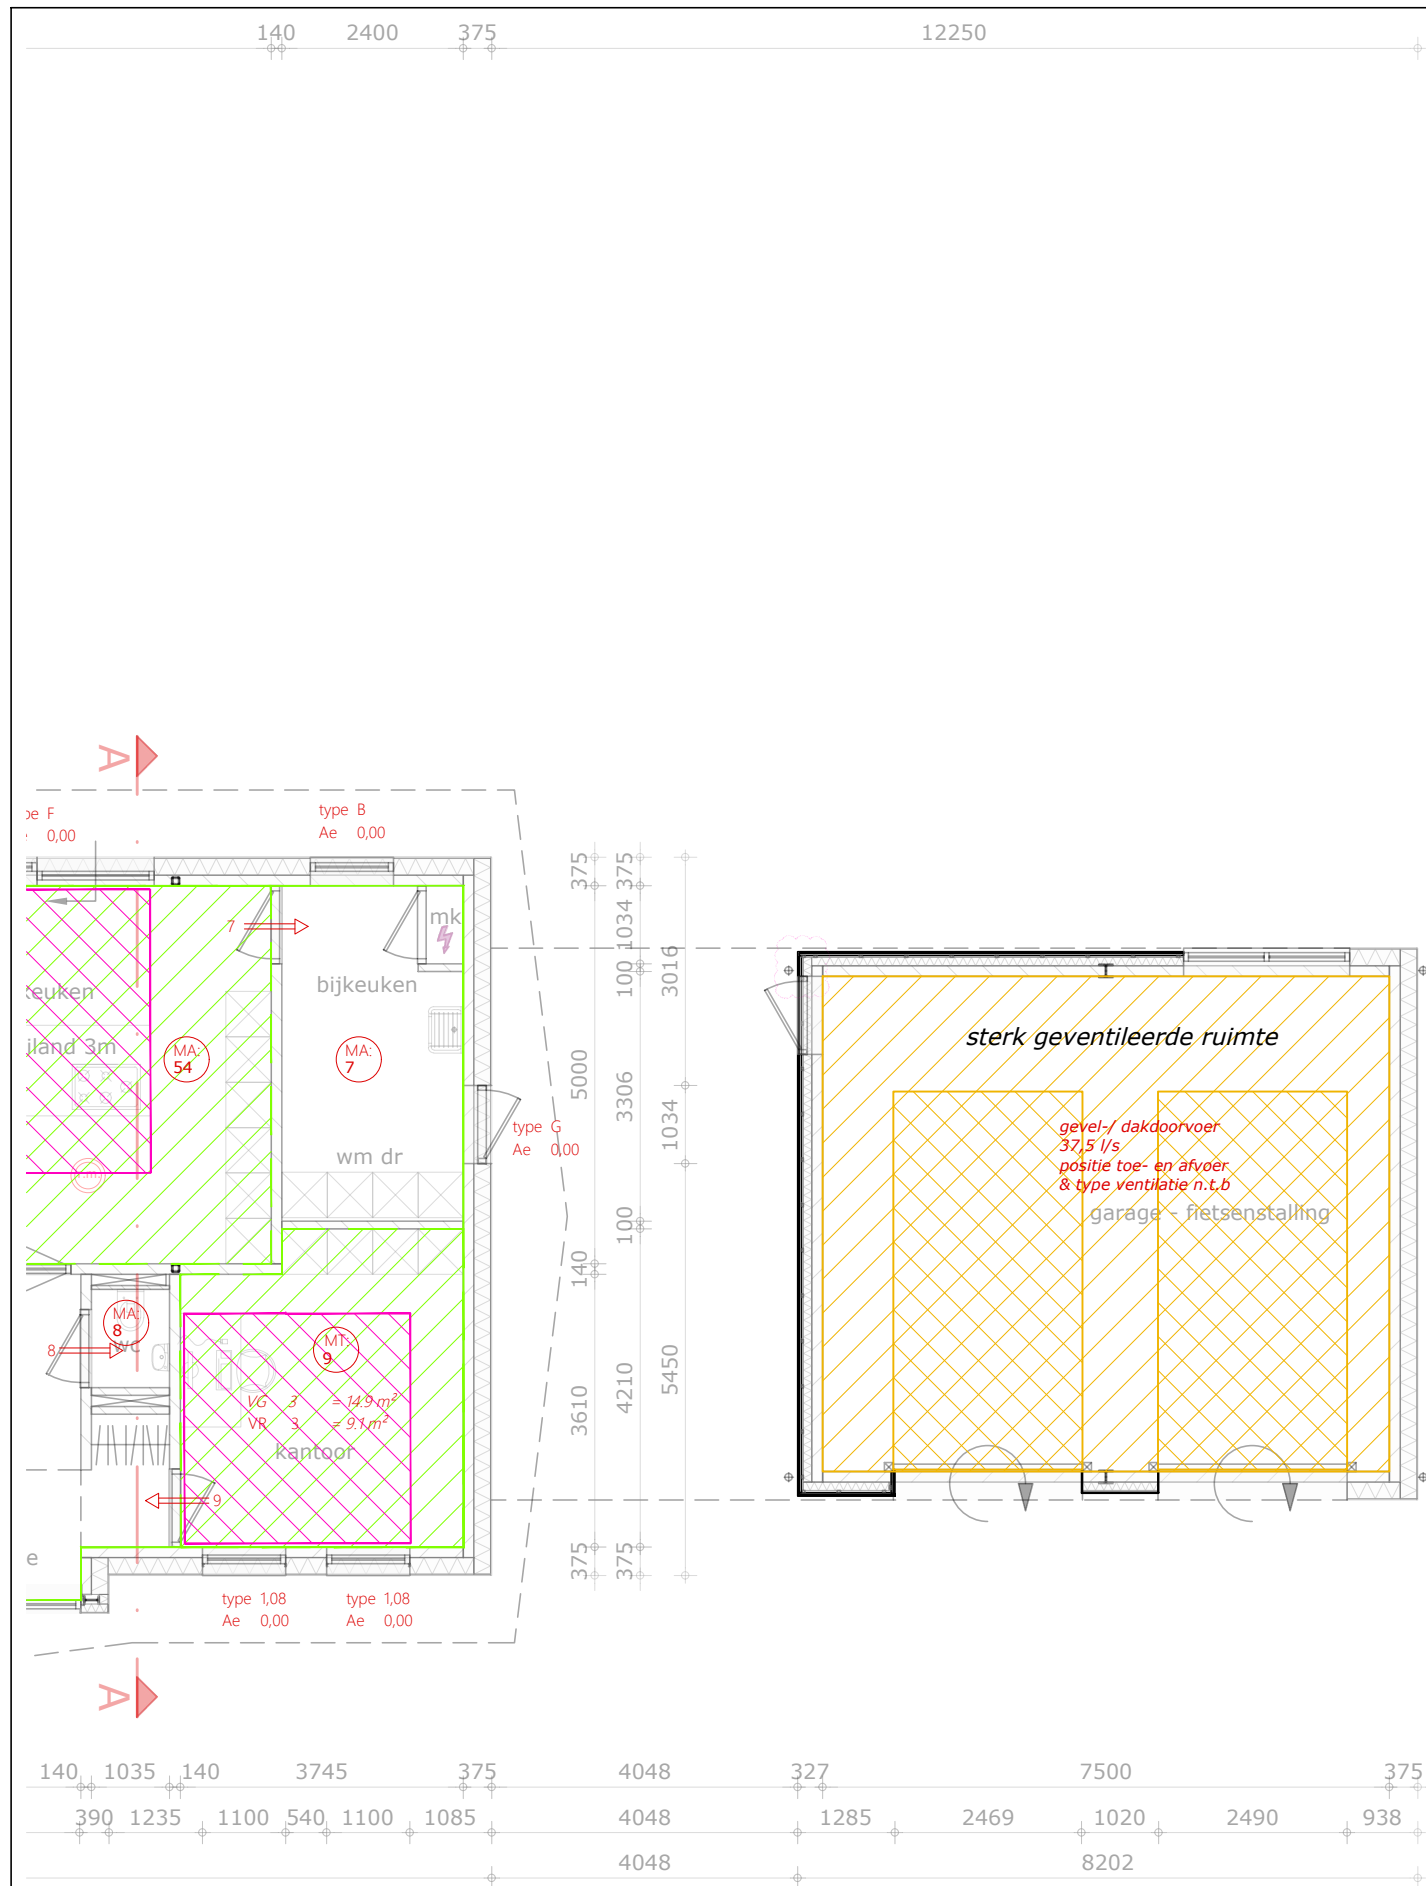 140 2400 375 12250
A
type B
Ae 0,00
F
0,00
375 375
7
mk
1034
100
3016
keuken
bijkeuken
sterk geventileerde ruimte
iland 3m
MA:
54
MA:
7
5000
3306
1034
type G
Ae 0,00
gevel-/ dakdoorvoer
37,5 l/s
positie toe- en afvoer
& type ventilatie n.t.b
wm dr
garage - fietsenstalling
100
140
MA:
8
wc
8
MT:
9
VG 3 = 14.9 m²
VR 3 = 9.1 m²
kantoor
3610
4210
5450
9
e
375 375
type 1,08
Ae 0,00
type 1,08
Ae 0,00
A
140 1035 140 3745 375 4048 327 7500 375
390 1235 1100 540 1100 1085 4048 1285 2469 1020 2490 938
4048 8202